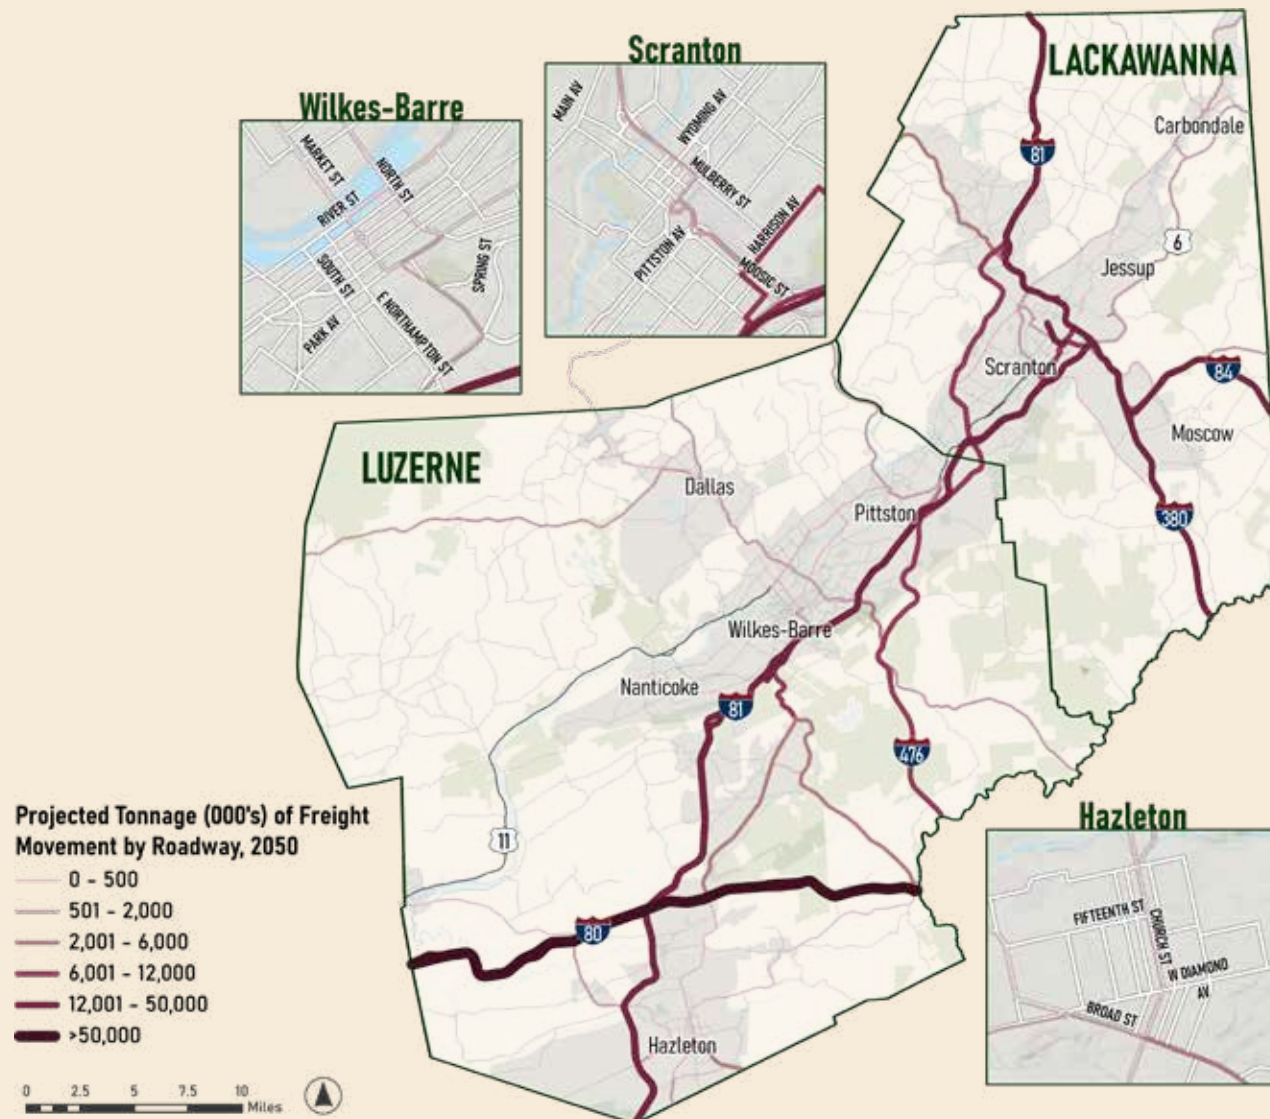 Scranton
Wilkes-Barre
LACKAWANNA
MAIN AV
WYOMING AV
MULBERRY ST
HARRISON AV
PITTSTON AV
MOOSIC ST
MARKET ST
NORTH ST
RIVER ST
SOUTH ST
SPRING ST
E NORTHAMPTON ST
PARK AV
Carbondale
81
6
Jessup
Scranton
84
Moscow
LUZERNE
Dallas
Pittston
380
Wilkes-Barre
Nanticoke
81
476
11
80
Hazleton
Projected Tonnage (000's) of Freight
Movement by Roadway, 2050
0 - 500
501 - 2,000
2,001 - 6,000
6,001 - 12,000
12,001 - 50,000
>50,000
0 2.5 5 7.5 10
Miles
Hazleton
FIFTEENTH ST
CHURCH ST
W DIAMOND
AV
BROAD ST